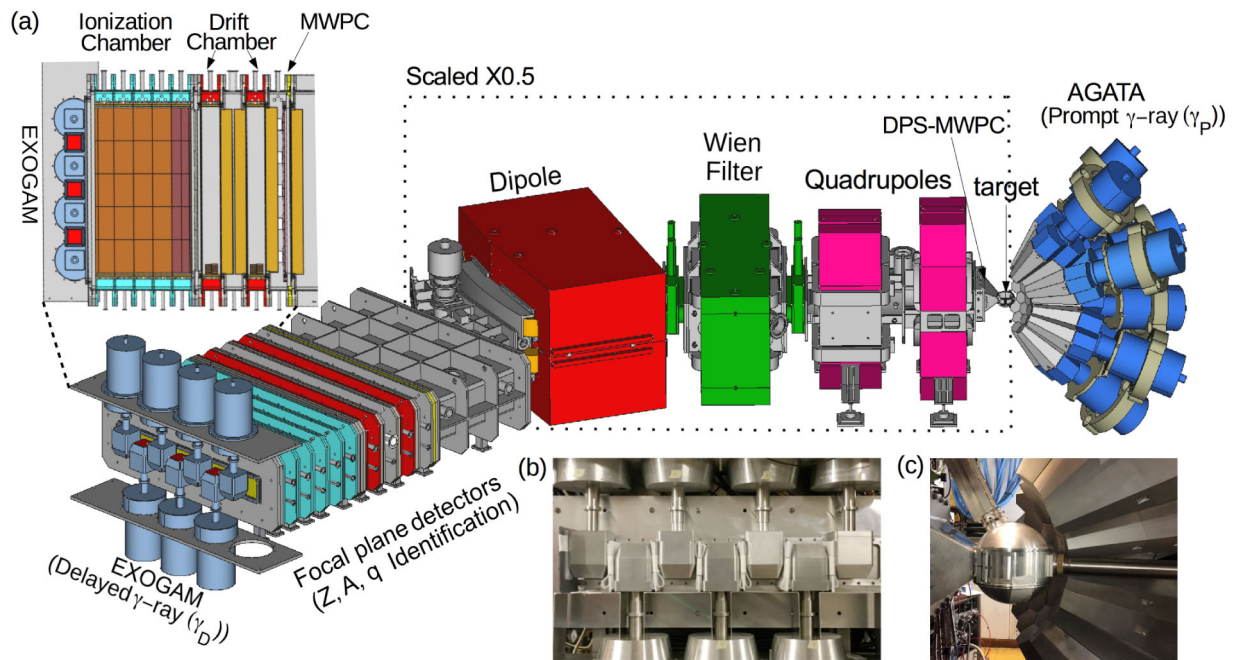 (a)
Ionization
Chamber
Drift
Chamber
MWPC
EXOGAM
Scaled X0.5
Dipole
Wien
Filter
Quadrupoles
DPS-MWPC
target
AGATA
(Prompt γ-ray (γP))
EXOGAM
(Delayed γ-ray (γD))
Focal plane detectors
(Z, A, q Identification)
(b)
(c)